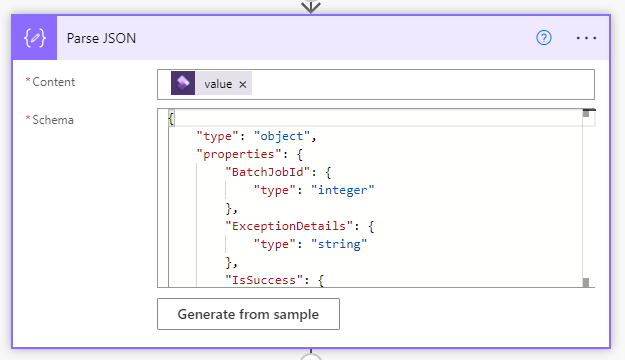 Parse JSON
* Content
value ×
* Schema
{
"type": "object",
"properties": {
"BatchJobId": {
"type": "integer"
},
"ExceptionDetails": {
"type": "string"
},
"IsSuccess": {
Generate from sample